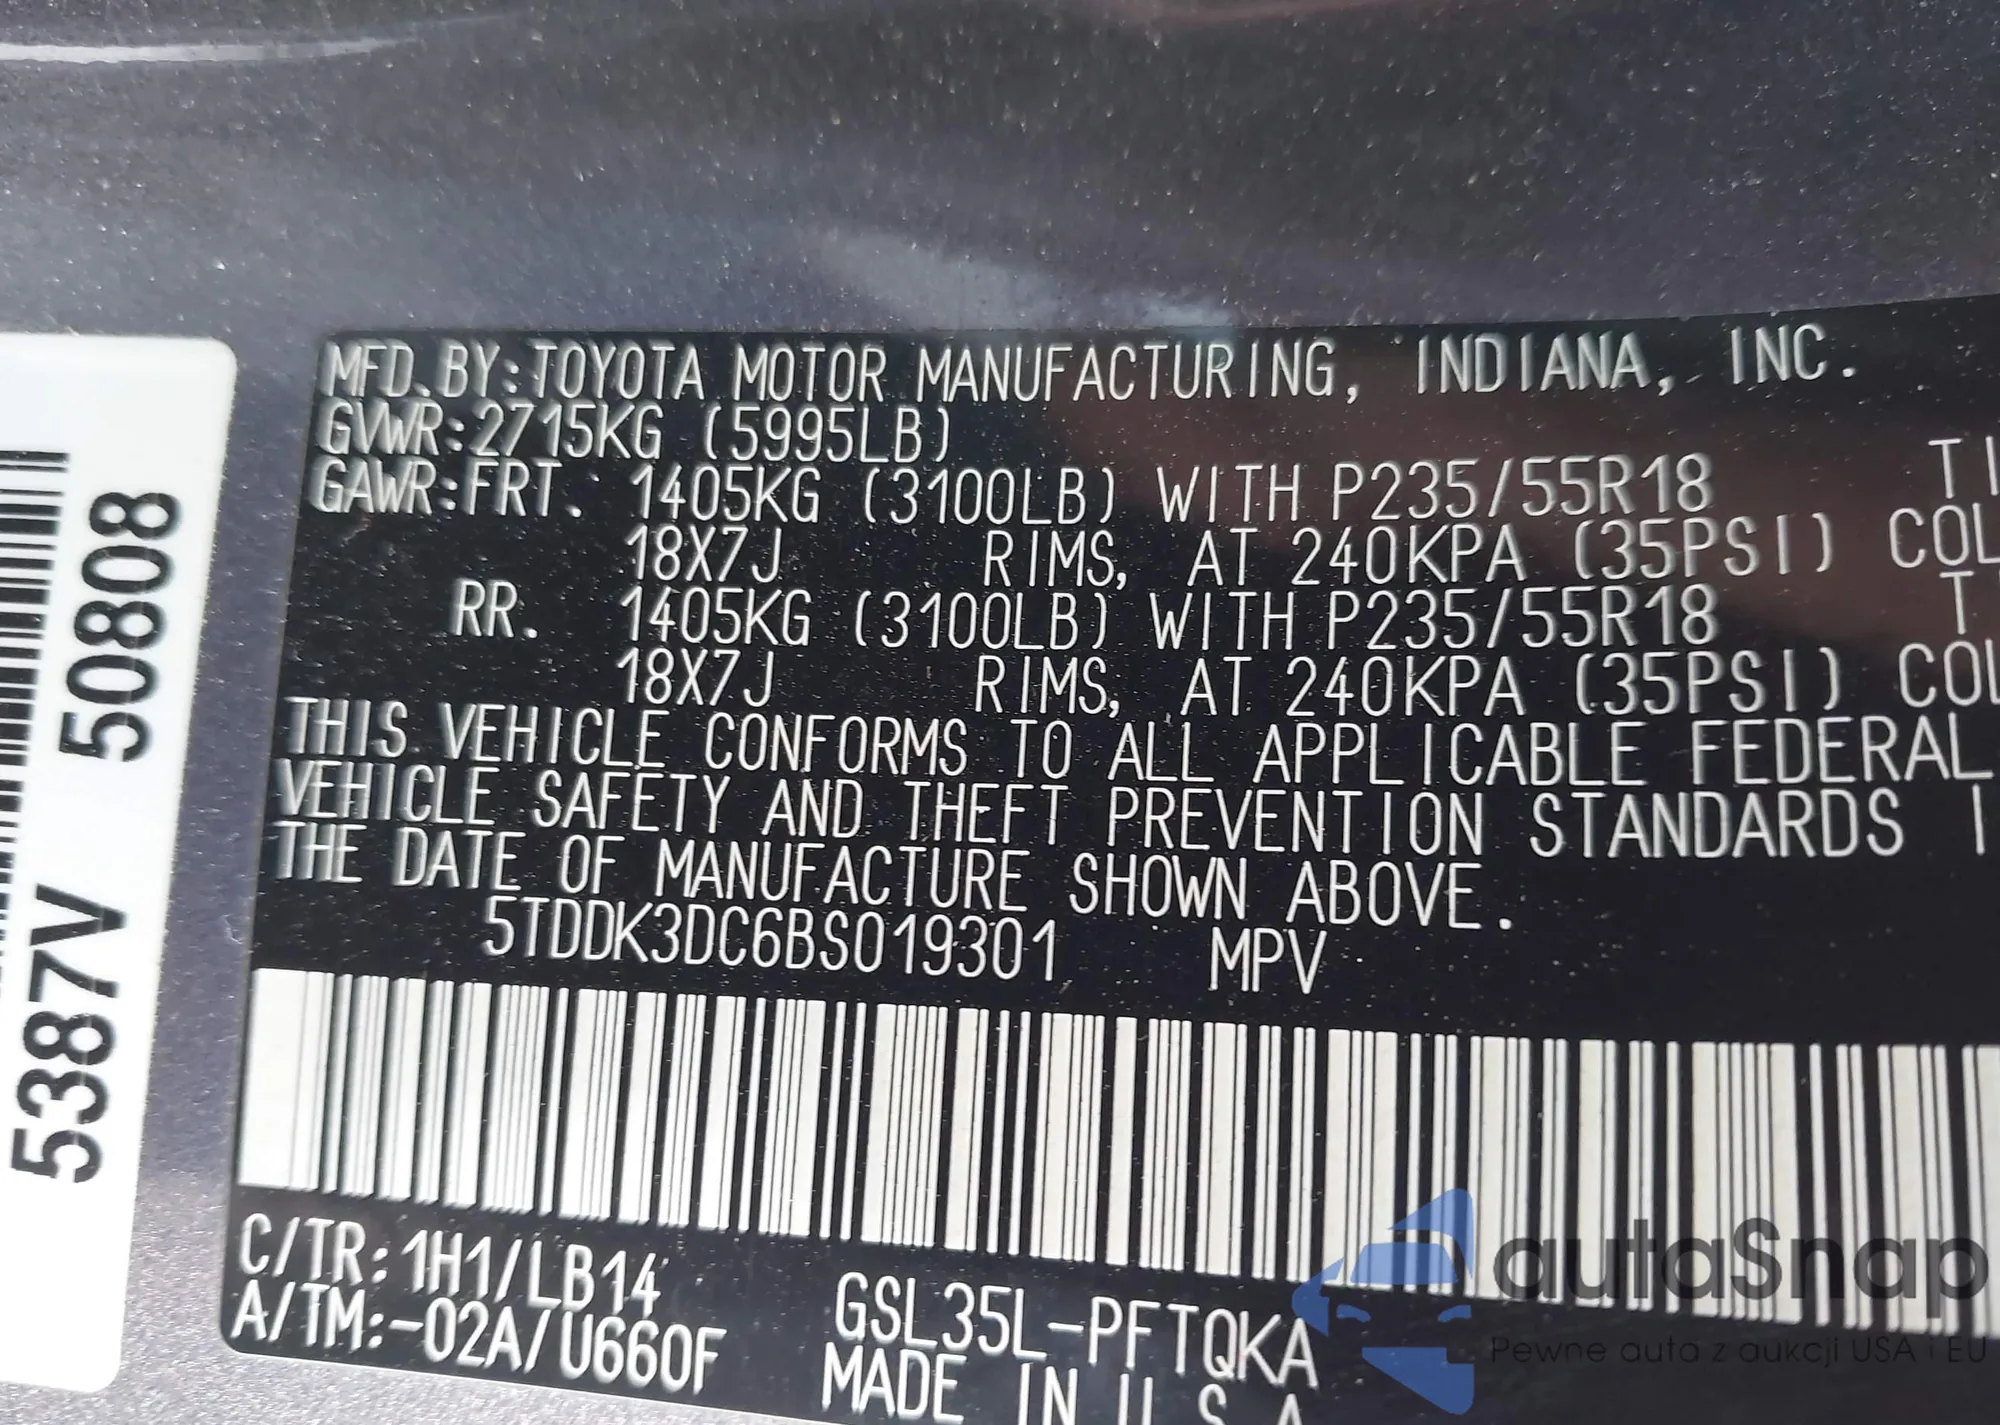 MFD.BY:TOYOTA MOTOR MANUFACTURING, INDIANA, INC.
GVWR:2715KG (5995LB)
GAWR:FRT. 1405KG (3100LB) WITH P235/55R18 TI
18X7J RIMS, AT 240KPA (35PSI) COL
RR. 1405KG (3100LB) WITH P235/55R18 T
18X7J RIMS, AT 240KPA (35PSI) COL
THIS VEHICLE CONFORMS TO ALL APPLICABLE FEDERAL
VEHICLE SAFETY AND THEFT PREVENTION STANDARDS I
THE DATE OF MANUFACTURE SHOWN ABOVE.
5TDDK3DC6BS019301 MPV
C/TR:1H1/LB14
A/TM:-02A/U660F
GSL35L-PFTQKA
MADE IN U.S.A
5387V 50808
autaSnap
Pewne auta z aukcji USA i EU